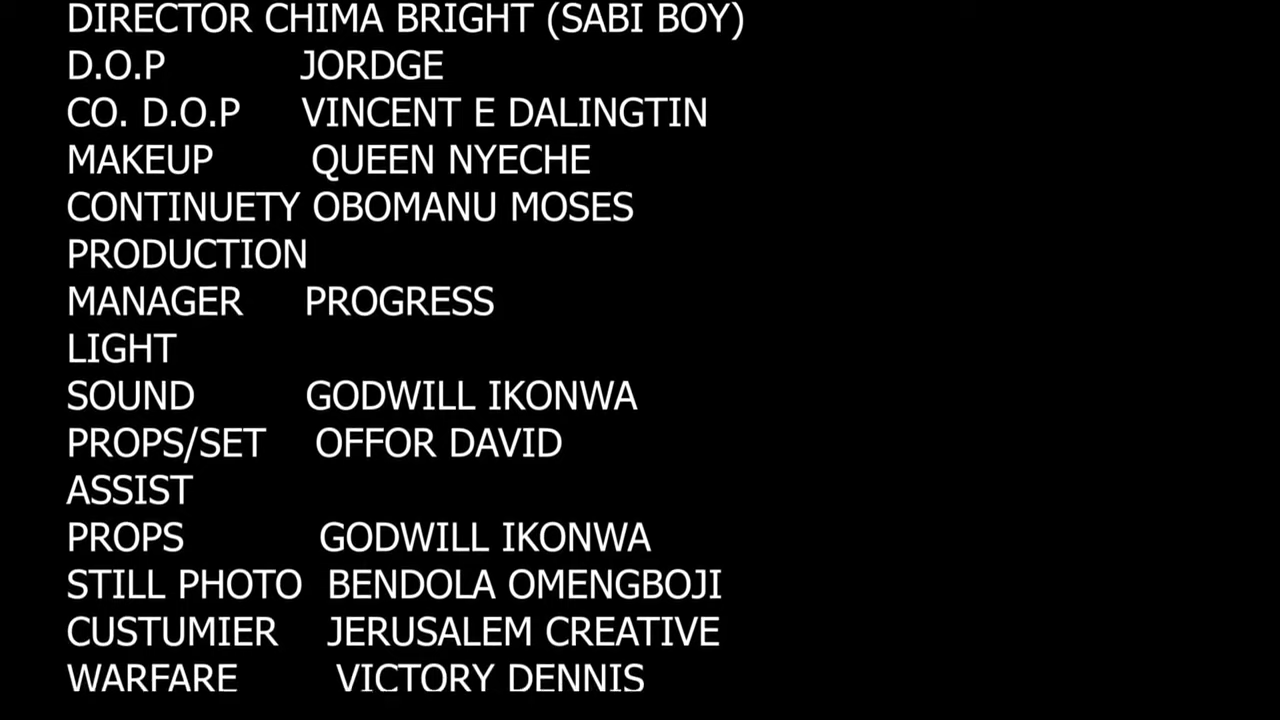 DIRECTOR CHIMA BRIGHT (SABI BOY)
D.O.P JORDGE
CO. D.O.P VINCENT E DALINGTIN
MAKEUP QUEEN NYECHE
CONTINUETY OBOMANU MOSES
PRODUCTION
MANAGER PROGRESS
LIGHT
SOUND GODWILL IKONWA
PROPS/SET OFFOR DAVID
ASSIST
PROPS GODWILL IKONWA
STILL PHOTO BENDOLA OMENGBOJI
CUSTUMIER JERUSALEM CREATIVE
WARFARE VICTORY DENNIS